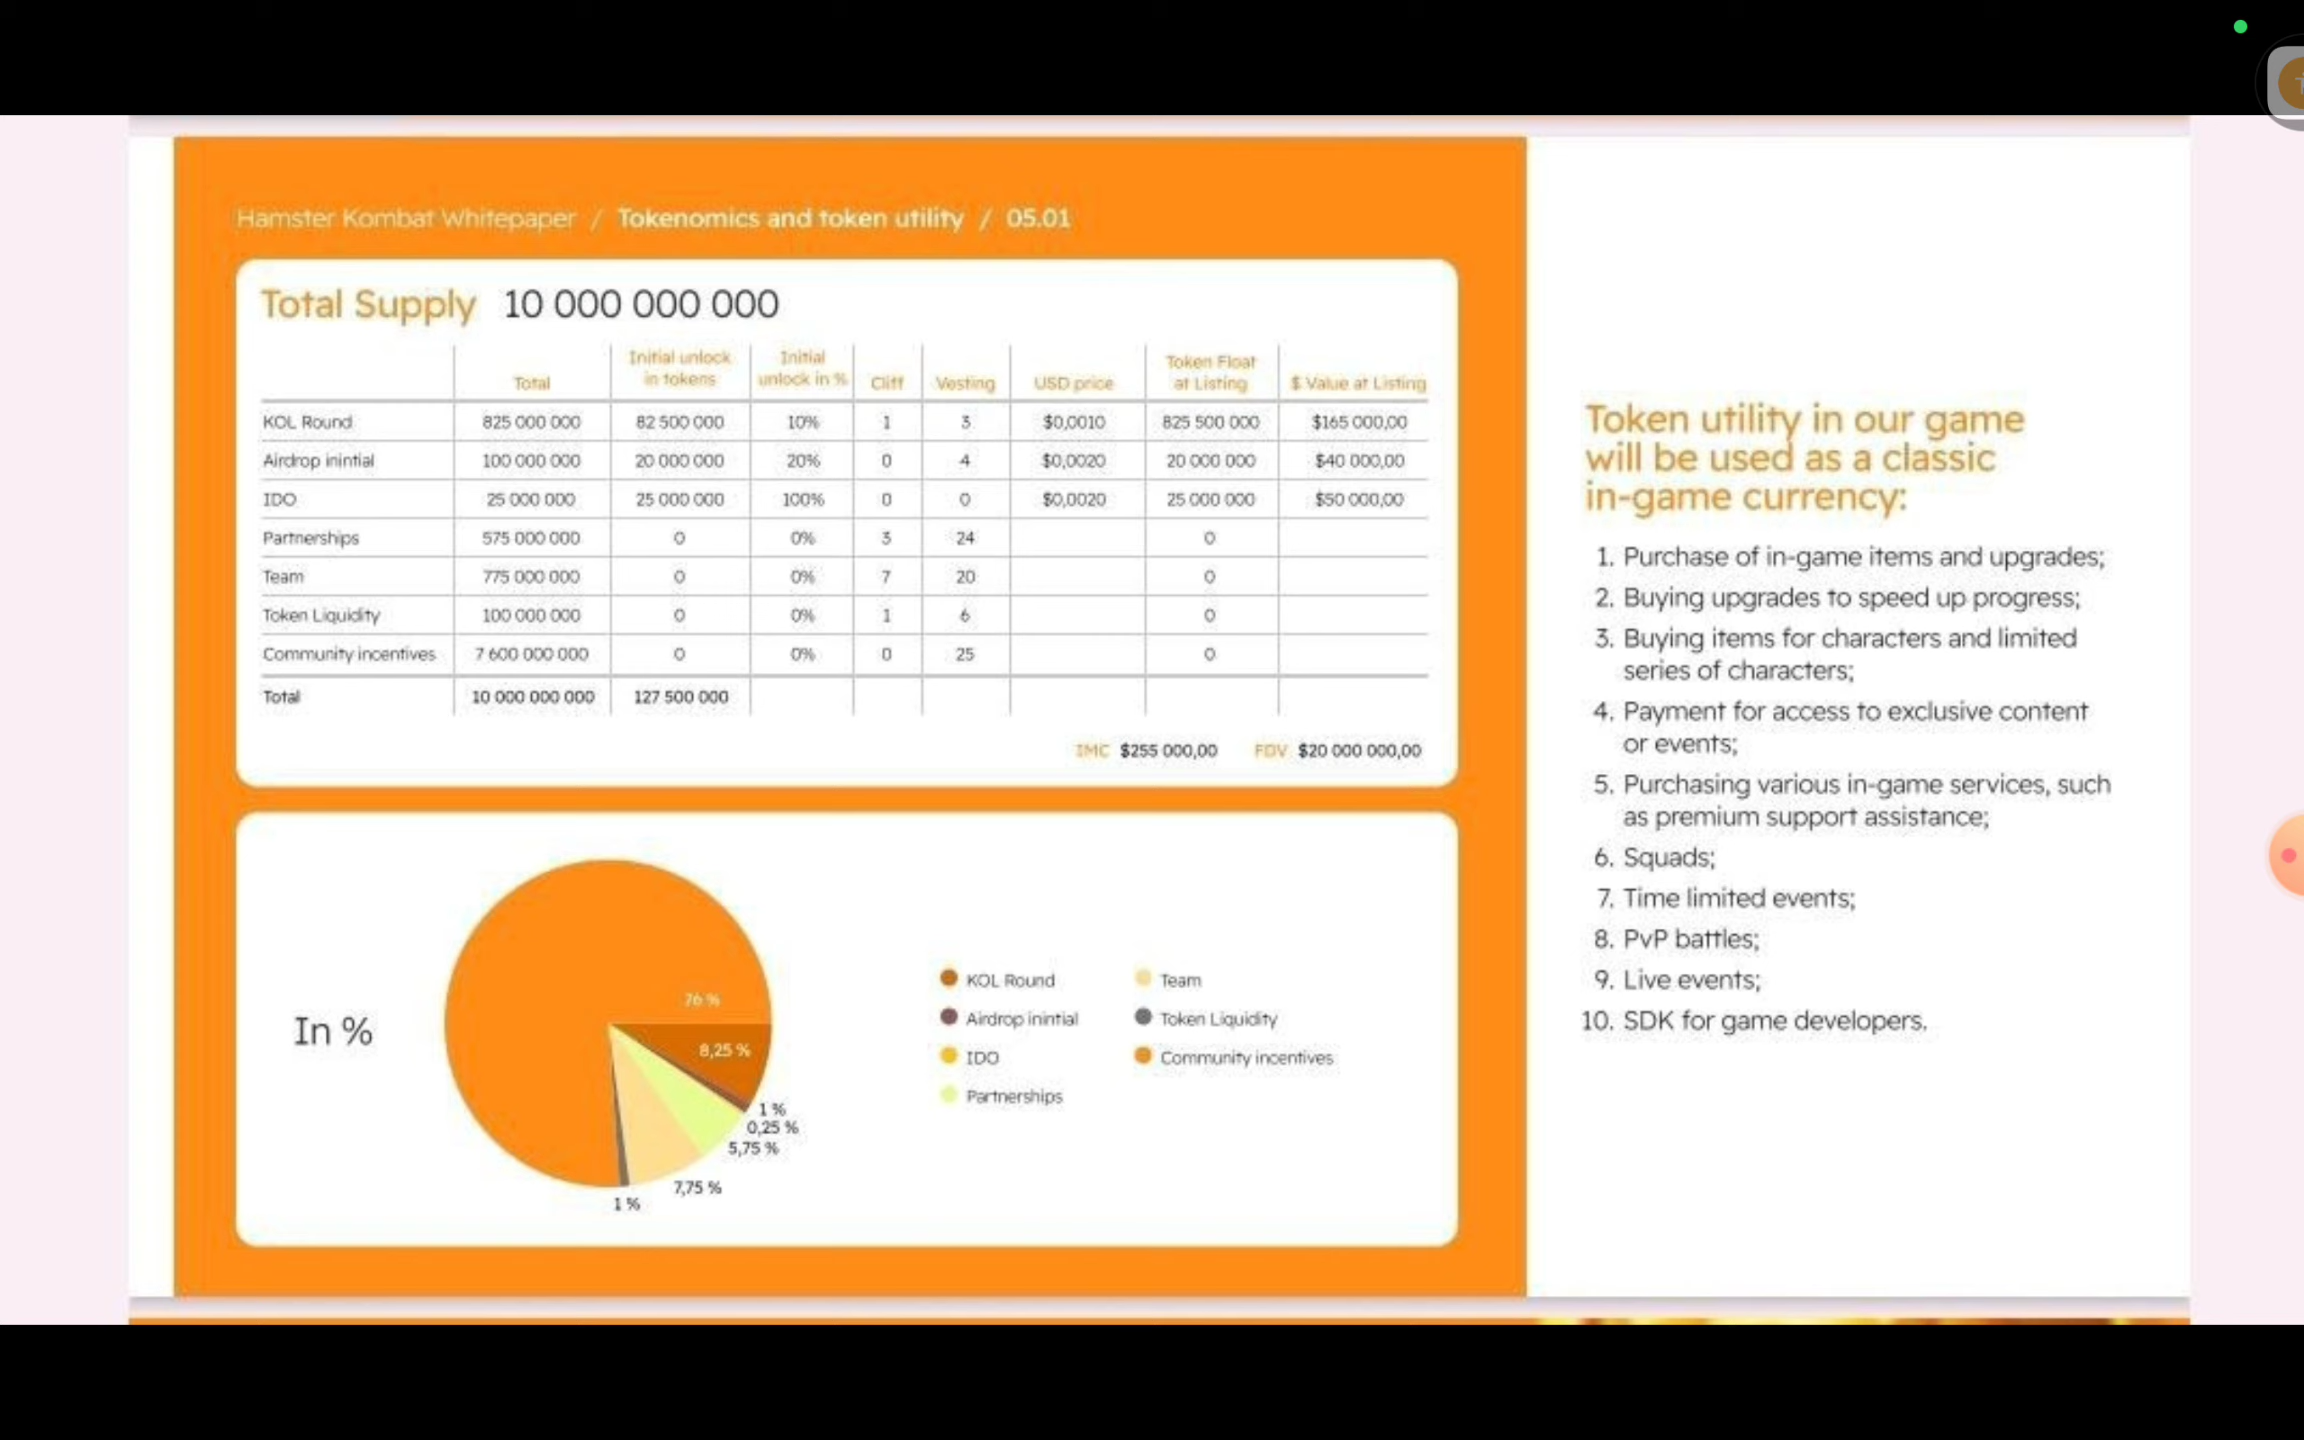 Hamster Kombat Whitepaper / Tokenomics and token utility / 05.01
Total Supply 10 000 000 000
Total Initial unlock in tokens Initial unlock in % Cliff Vesting USD price Token Float at Listing $ Value at Listing
KOL Round 825 000 000 82 500 000 10% 1 3 $0,0010 825 500 000 $165 000,00
Airdrop inintial 100 000 000 20 000 000 20% 0 4 $0,0020 20 000 000 $40 000,00
IDO 25 000 000 25 000 000 100% 0 0 $0,0020 25 000 000 $50 000,00
Partnerships 575 000 000 0 0% 3 24 0
Team 775 000 000 0 0% 7 20 0
Token Liquidity 100 000 000 0 0% 1 6 0
Community incentives 7 600 000 000 0 0% 0 25 0
Total 10 000 000 000 127 500 000
IMC $255 000,00 FDV $20 000 000,00
In %
76 %
8,25 %
1 %
0,25 %
5,75 %
7,75 %
1 %
KOL Round
Airdrop inintial
IDO
Partnerships
Team
Token Liquidity
Community incentives
Token utility in our game
will be used as a classic
in-game currency:
1. Purchase of in-game items and upgrades;
2. Buying upgrades to speed up progress;
3. Buying items for characters and limited
series of characters;
4. Payment for access to exclusive content
or events;
5. Purchasing various in-game services, such
as premium support assistance;
6. Squads;
7. Time limited events;
8. PvP battles;
9. Live events;
10. SDK for game developers.